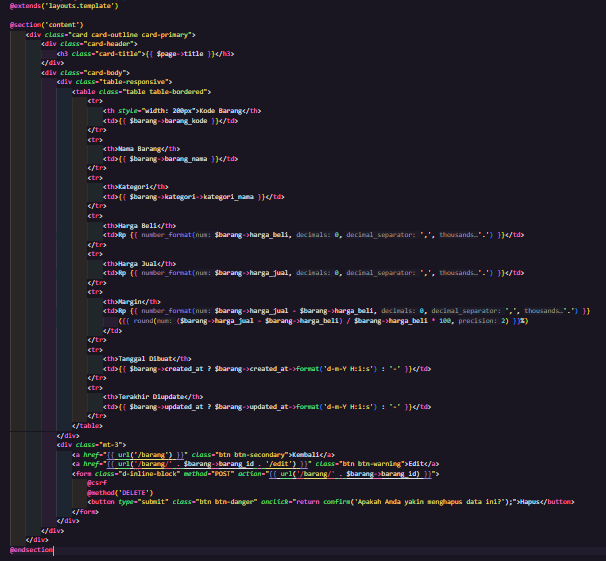 @extends('layouts.template')
@section('content')
<div class="card card-outline card-primary">
<div class="card-header">
<h3 class="card-title">{{ $page->title }}</h3>
</div>
<div class="card-body">
<div class="table-responsive">
<table class="table table-bordered">
<tr>
<th style="width: 200px">Kode Barang</th>
<td>{{ $barang->barang_kode }}</td>
</tr>
<tr>
<th>Nama Barang</th>
<td>{{ $barang->barang_nama }}</td>
</tr>
<tr>
<th>Kategori</th>
<td>{{ $barang->kategori->kategori_nama }}</td>
</tr>
<tr>
<th>Harga Beli</th>
<td>Rp {{ number_format(num: $barang->harga_beli, decimals: 0, decimal_separator: ',', thousands…'.') }}</td>
</tr>
<tr>
<th>Harga Jual</th>
<td>Rp {{ number_format(num: $barang->harga_jual, decimals: 0, decimal_separator: ',', thousands…'.') }}</td>
</tr>
<tr>
<th>Margin</th>
<td>Rp {{ number_format(num: $barang->harga_jual - $barang->harga_beli, decimals: 0, decimal_separator: ',', thousands…'.') }}
({{ round(num: ($barang->harga_jual - $barang->harga_beli) / $barang->harga_beli * 100, precision: 2) }}%)
</td>
</tr>
<tr>
<th>Tanggal Dibuat</th>
<td>{{ $barang->created_at ? $barang->created_at->format('d-m-Y H:i:s') : '-' }}</td>
</tr>
<tr>
<th>Terakhir Diupdate</th>
<td>{{ $barang->updated_at ? $barang->updated_at->format('d-m-Y H:i:s') : '-' }}</td>
</tr>
</table>
</div>
<div class="mt-3">
<a href="{{ url('/barang') }}" class="btn btn-secondary">Kembali</a>
<a href="{{ url('/barang/' . $barang->barang_id . '/edit') }}" class="btn btn-warning">Edit</a>
<form class="d-inline-block" method="POST" action="{{ url('/barang/' . $barang->barang_id) }}">
@csrf
@method('DELETE')
<button type="submit" class="btn btn-danger" onclick="return confirm('Apakah Anda yakin menghapus data ini?');">Hapus</button>
</form>
</div>
</div>
</div>
@endsection